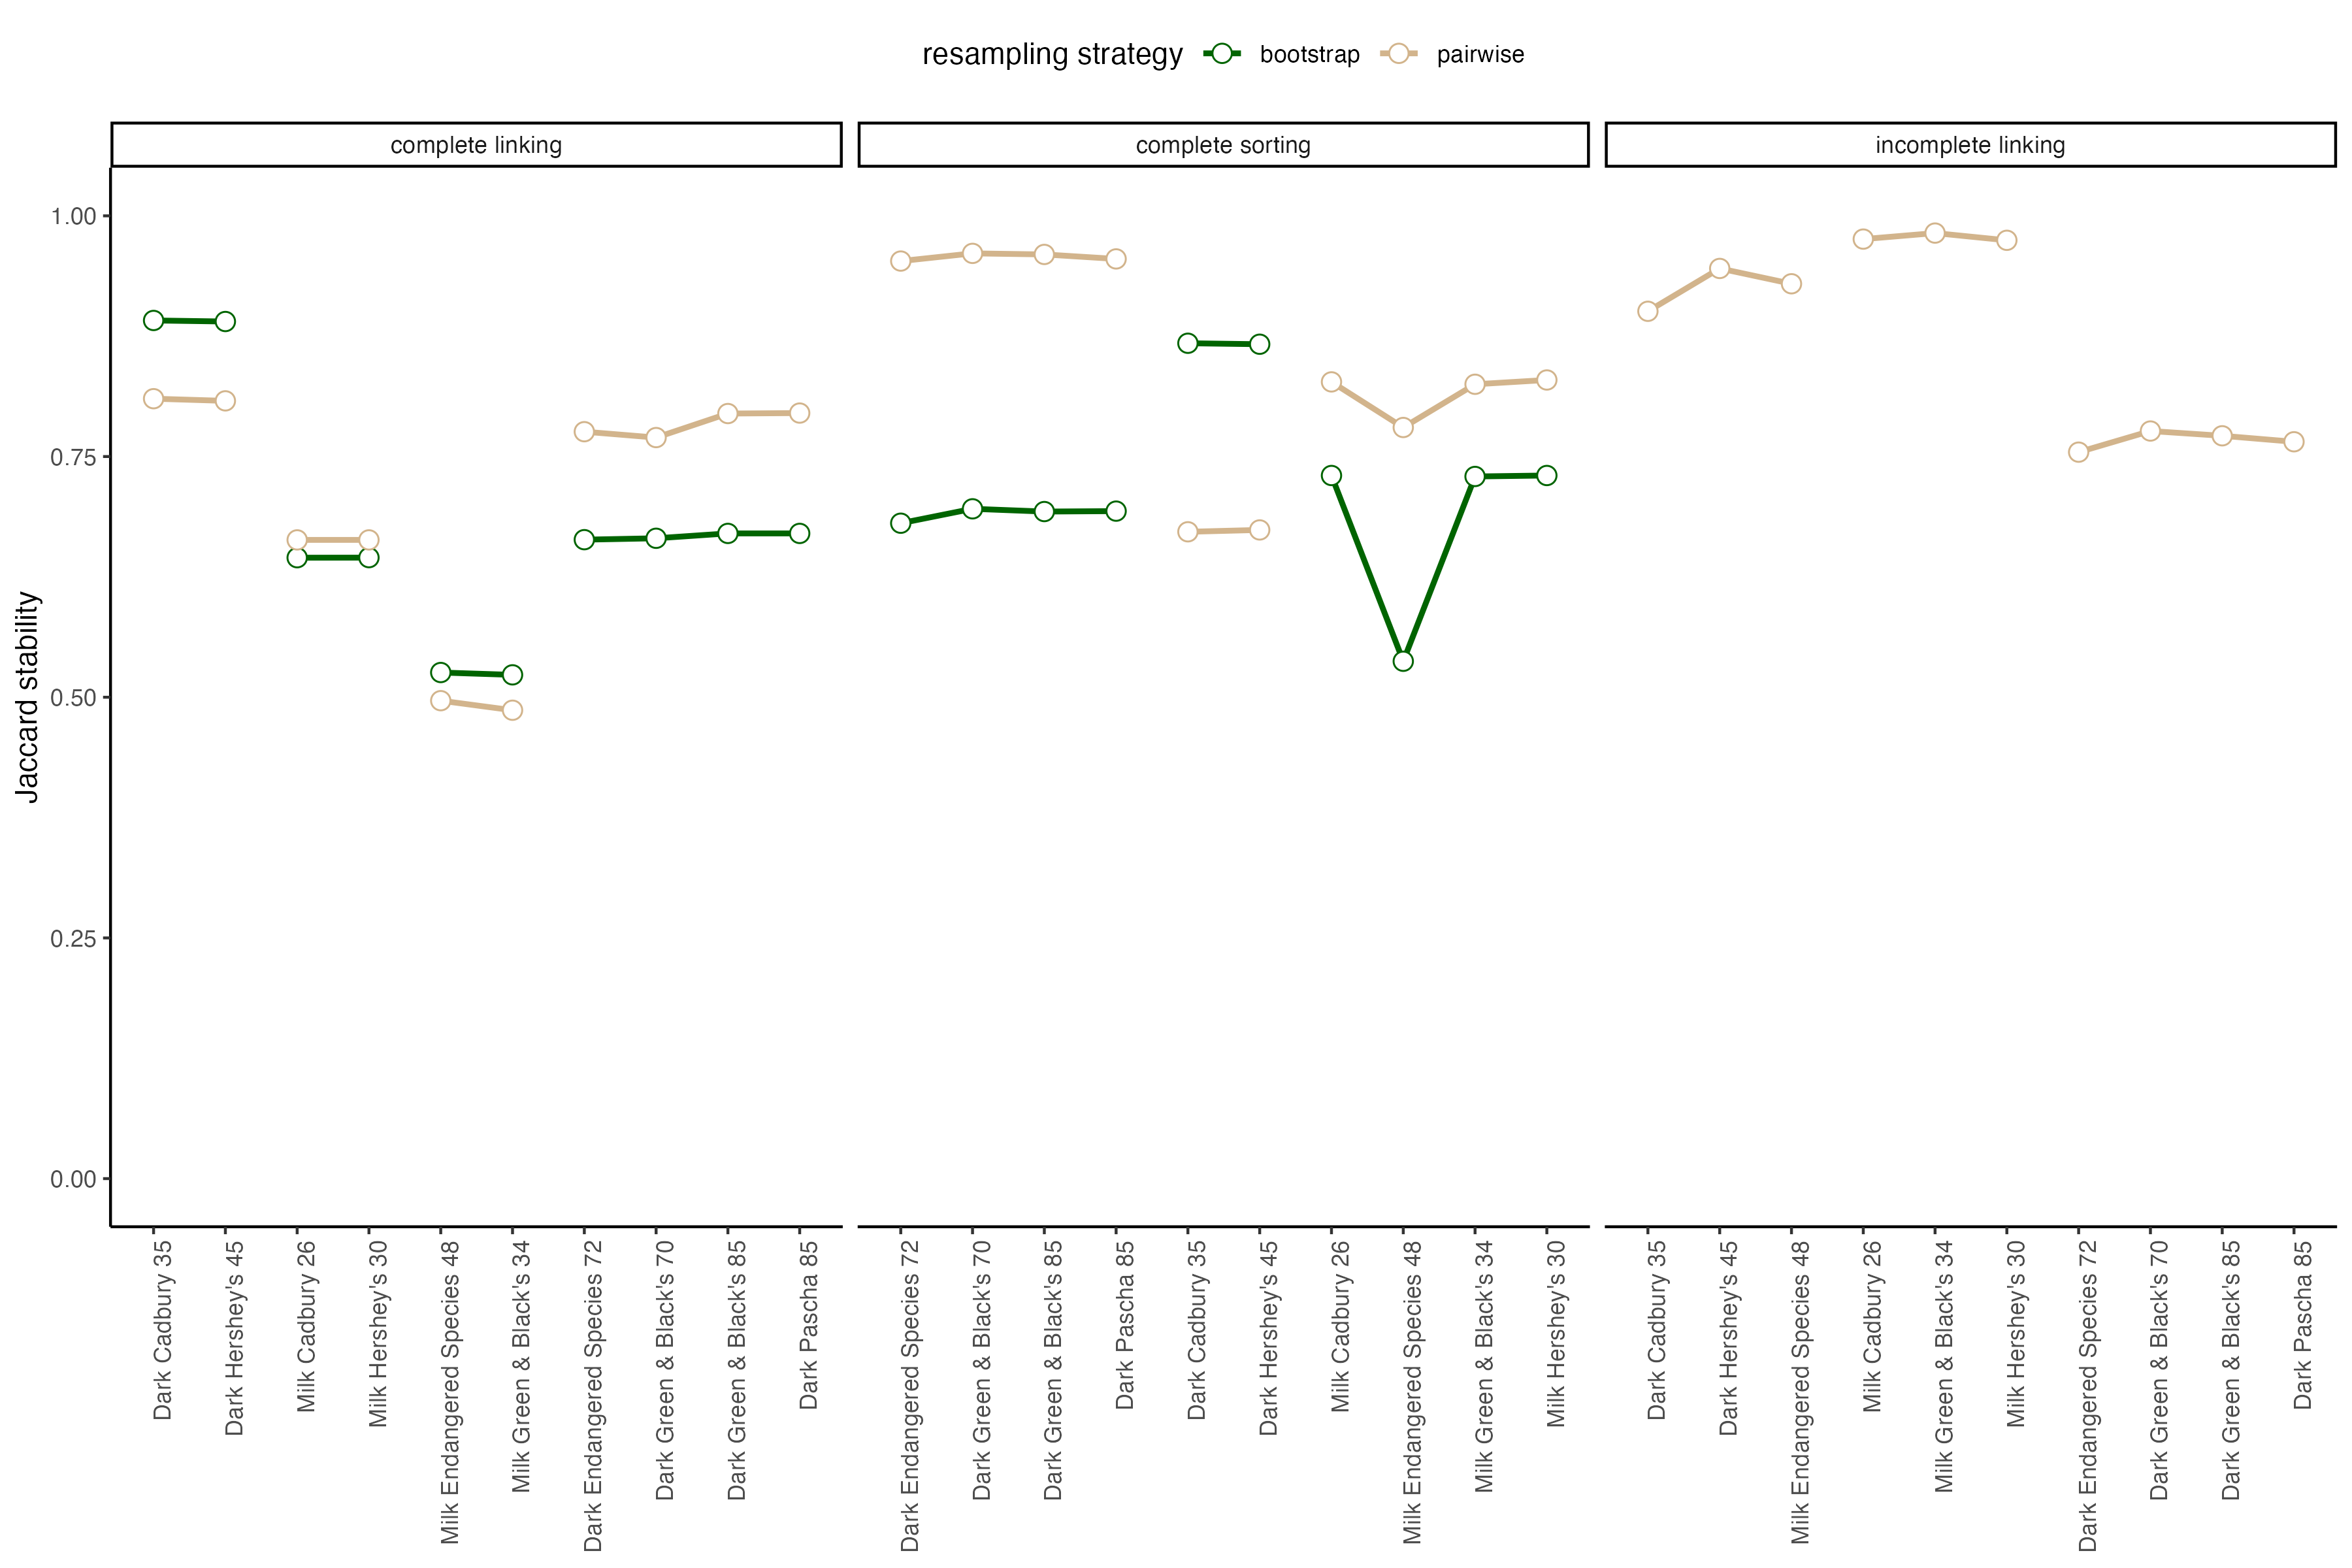 resampling strategy bootstrap pairwise
complete linking complete sorting incomplete linking
Jaccard stability
1.00
0.75
0.50
0.25
0.00
Dark Cadbury 35
Dark Hershey's 45
Milk Cadbury 26
Milk Hershey's 30
Milk Endangered Species 48
Milk Green & Black's 34
Dark Endangered Species 72
Dark Green & Black's 70
Dark Green & Black's 85
Dark Pascha 85
Dark Endangered Species 72
Dark Green & Black's 70
Dark Green & Black's 85
Dark Pascha 85
Dark Cadbury 35
Dark Hershey's 45
Milk Cadbury 26
Milk Endangered Species 48
Milk Green & Black's 34
Milk Hershey's 30
Dark Cadbury 35
Dark Hershey's 45
Milk Endangered Species 48
Milk Cadbury 26
Milk Green & Black's 34
Milk Hershey's 30
Dark Endangered Species 72
Dark Green & Black's 70
Dark Green & Black's 85
Dark Pascha 85